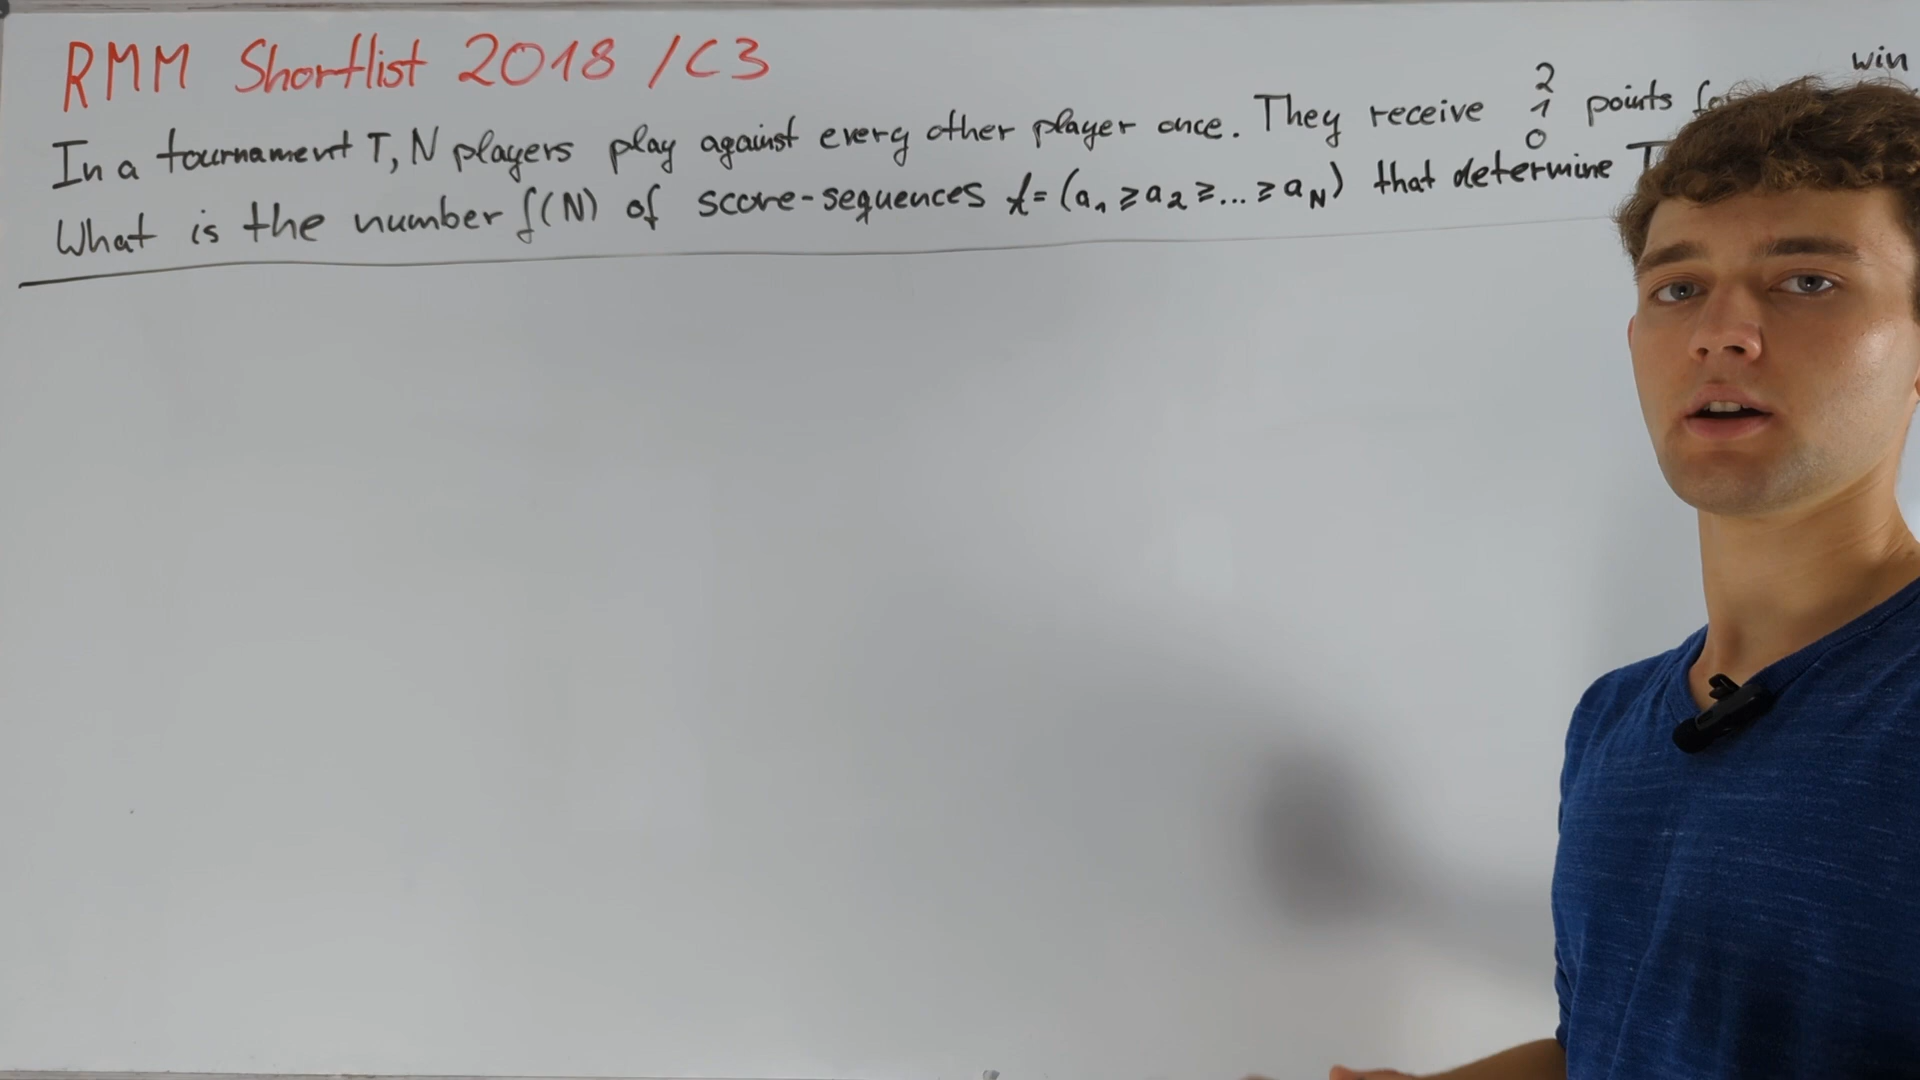 RMM Shortlist 2018 / C3
win
2
1
0
In a tournament T, N players play against every other player once. They receive points
What is the number f(N) of score-sequences t = (a₁ ≥ a₂ ≥ ... ≥ a_N) that determine